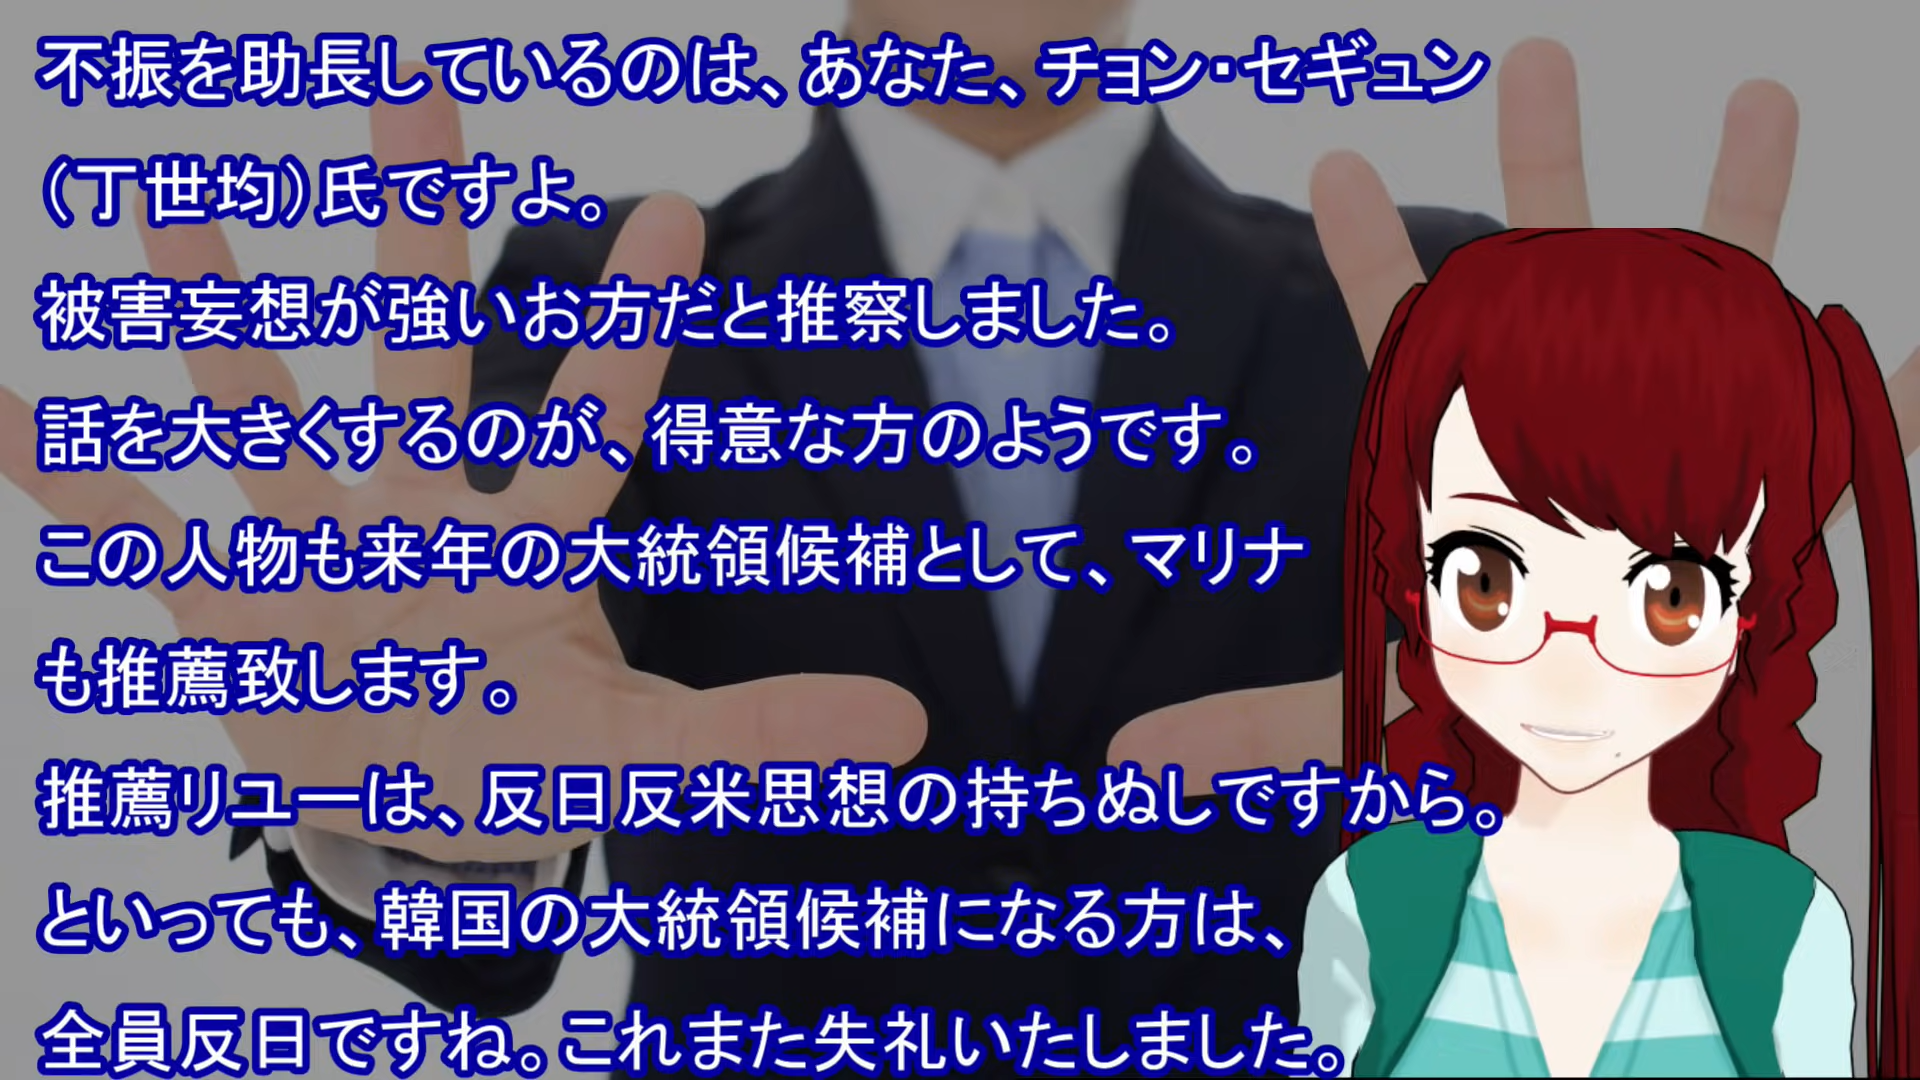 不振を助長しているのは、あなた、チョン・セギュン
（丁世均）氏ですよ。
被害妄想が強いお方だと推察しました。
話を大きくするのが、得意な方のようです。
この人物も来年の大統領候補として、マリナ
も推薦致します。
推薦リユーは、反日反米思想の持ちぬしですから。
といっても、韓国の大統領候補になる方は、
全員反日ですね。これまた失礼いたしました。